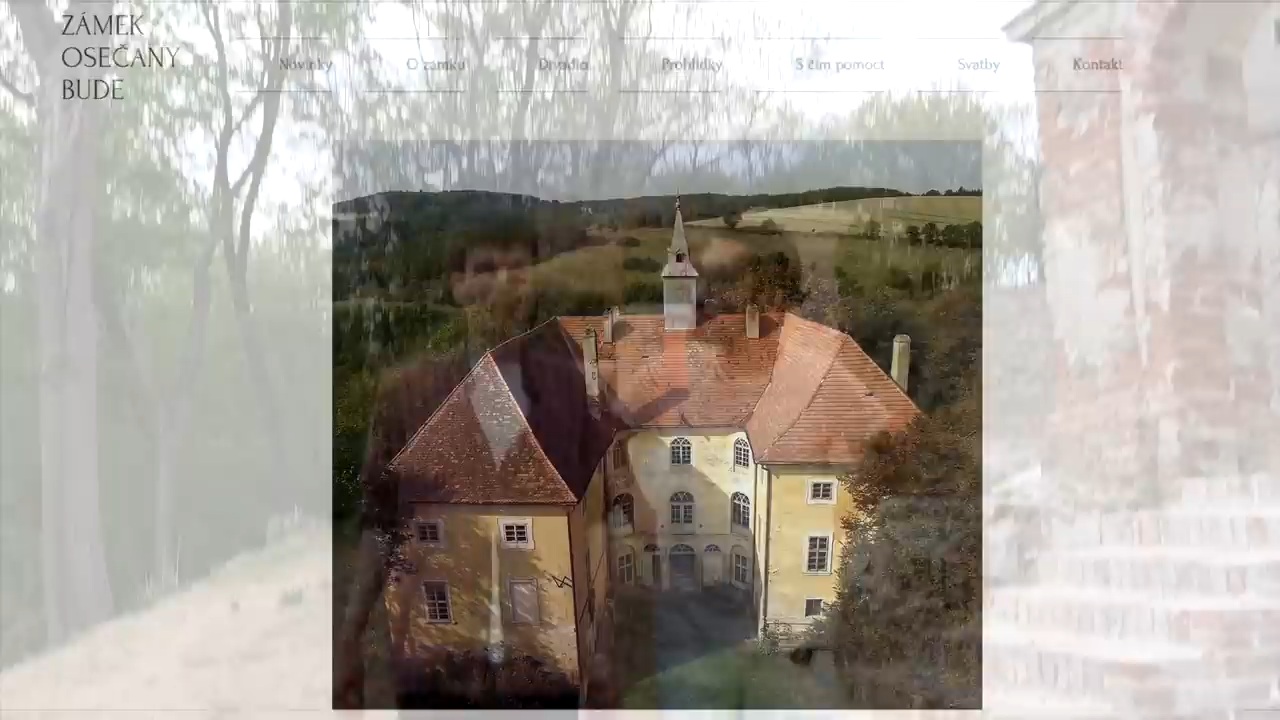 ZÁMEK
OSEČANY
BUDE
Novinky O zámku Divadlo Prohlídky S čím pomoct Svatby Kontakt